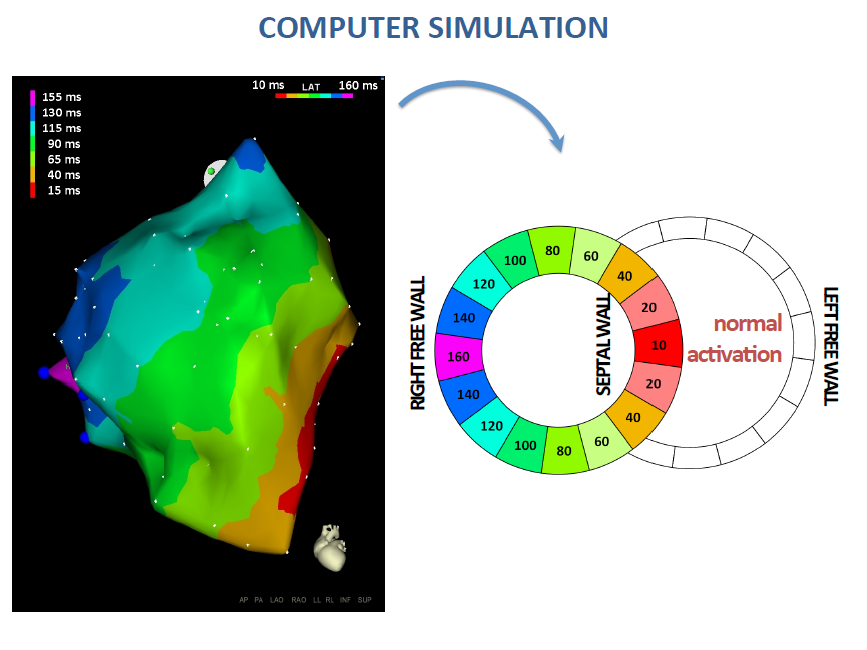 COMPUTER SIMULATION
10 ms LAT 160 ms
155 ms
130 ms
115 ms
90 ms
65 ms
40 ms
15 ms
AP PA LAO RAO LL RL INF SUP
RIGHT FREE WALL
SEPTAL WALL
LEFT FREE WALL
normal
activation
80
60
40
20
10
20
40
60
80
100
120
140
160
140
120
100